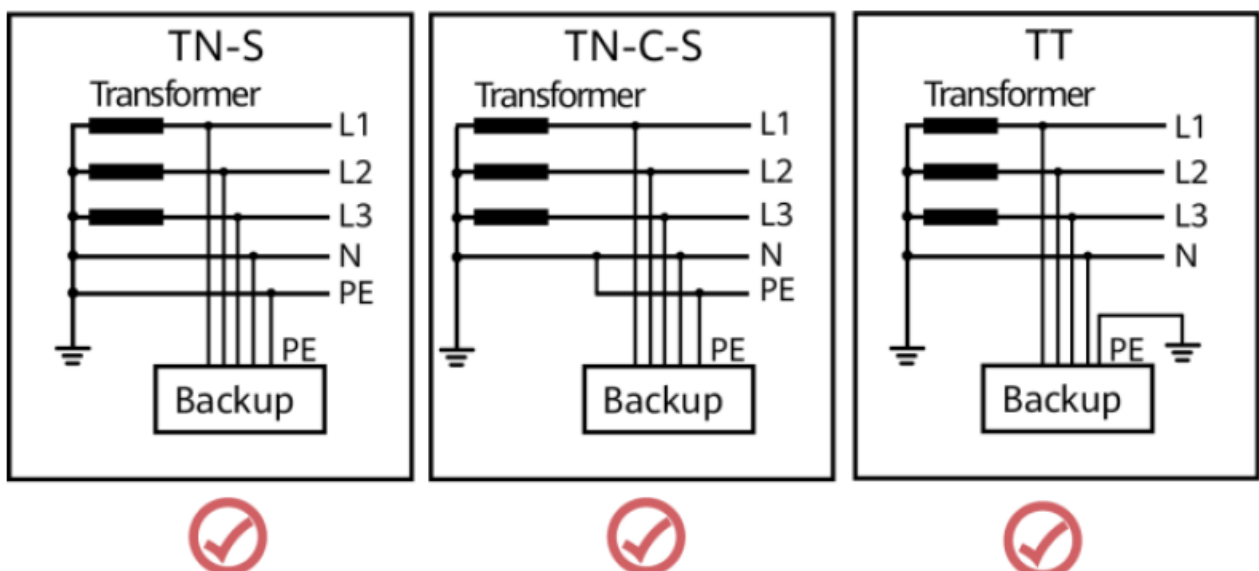 TN-S
Transformer
L1
L2
L3
N
PE
PE
Backup
TN-C-S
Transformer
L1
L2
L3
N
PE
PE
Backup
TT
Transformer
L1
L2
L3
N
PE
Backup